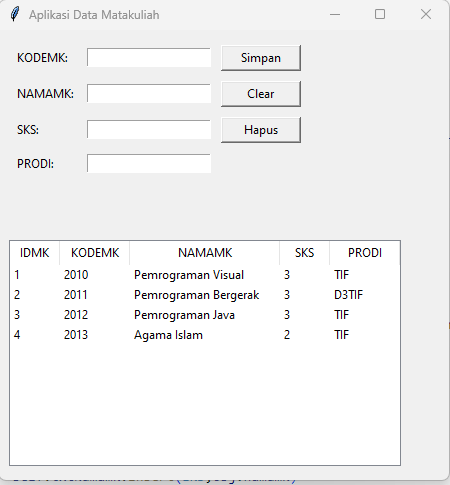 Aplikasi Data Matakuliah
KODEMK: Simpan
NAMAMK: Clear
SKS: Hapus
PRODI:
IDMK KODEMK NAMAMK SKS PRODI
1 2010 Pemrograman Visual 3 TIF
2 2011 Pemrograman Bergerak 3 D3TIF
3 2012 Pemrograman Java 3 TIF
4 2013 Agama Islam 2 TIF